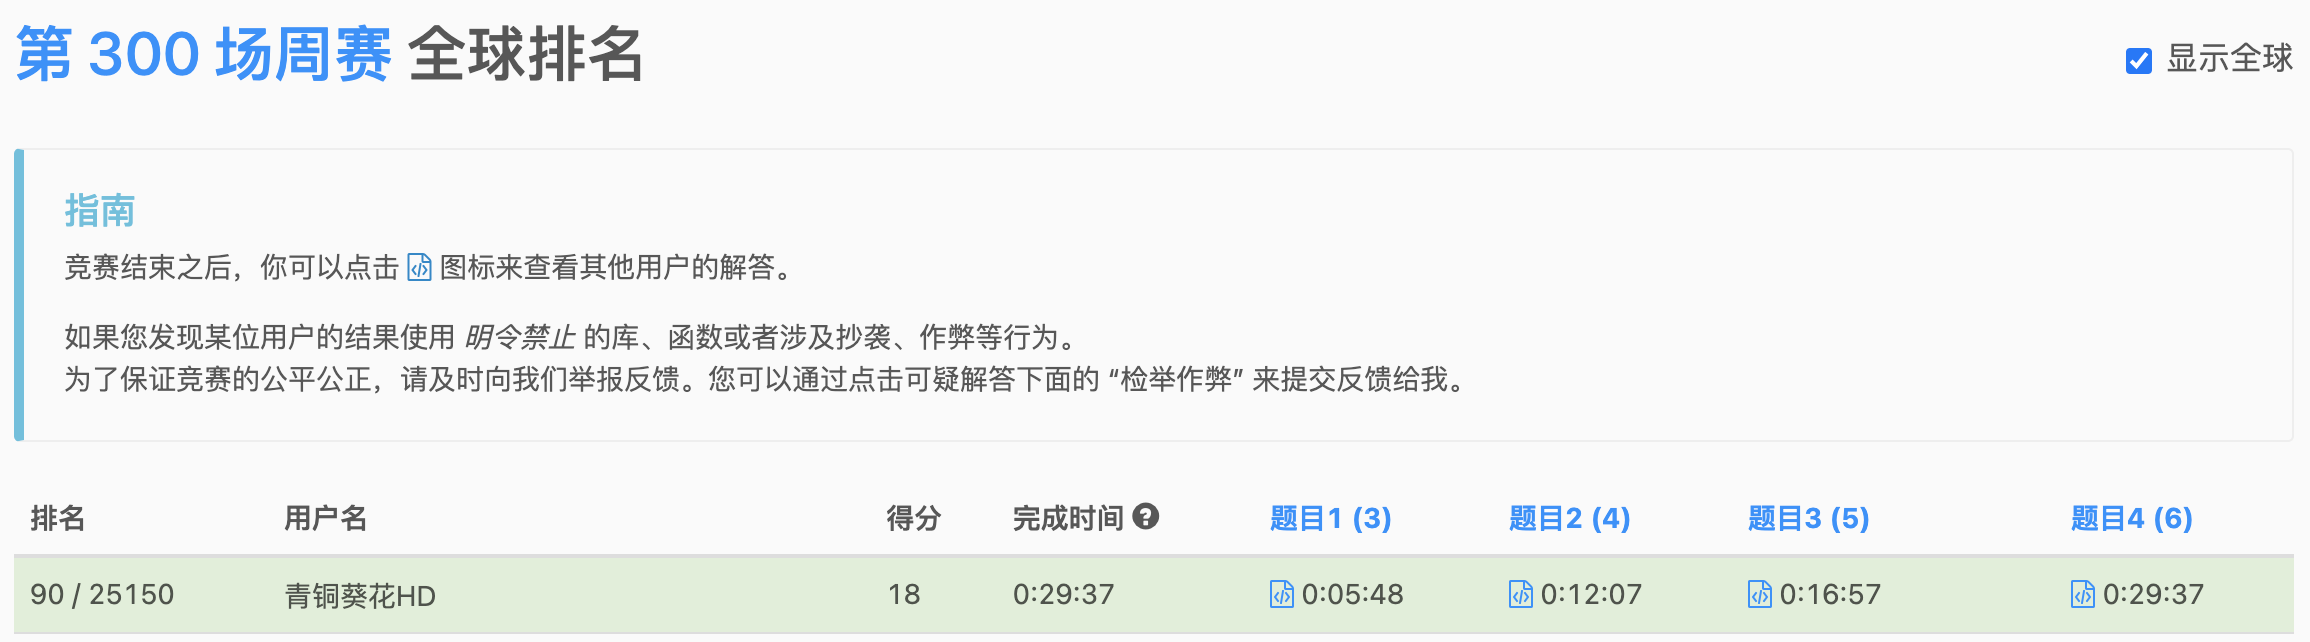 第 300 场周赛 全球排名
显示全球
指南
竞赛结束之后，你可以点击 图标来查看其他用户的解答。
如果您发现某位用户的结果使用 明令禁止 的库、函数或者涉及抄袭、作弊等行为。
为了保证竞赛的公平公正，请及时向我们举报反馈。您可以通过点击可疑解答下面的 “检举作弊” 来提交反馈给我。
排名 用户名 得分 完成时间 题目1 (3) 题目2 (4) 题目3 (5) 题目4 (6)
90 / 25150 青铜葵花HD 18 0:29:37 0:05:48 0:12:07 0:16:57 0:29:37